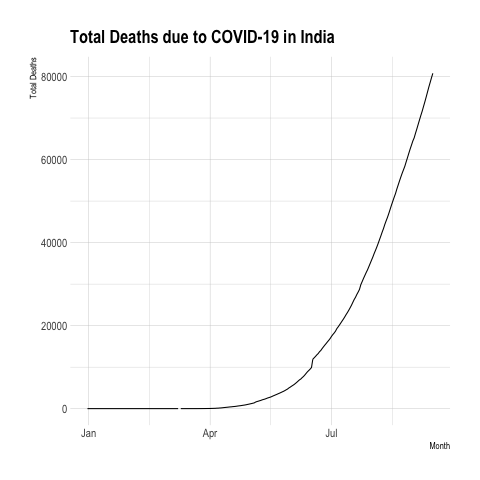 Total Deaths due to COVID-19 in India
Total Deaths
80000
60000
40000
20000
0
Jan
Apr
Jul
Month